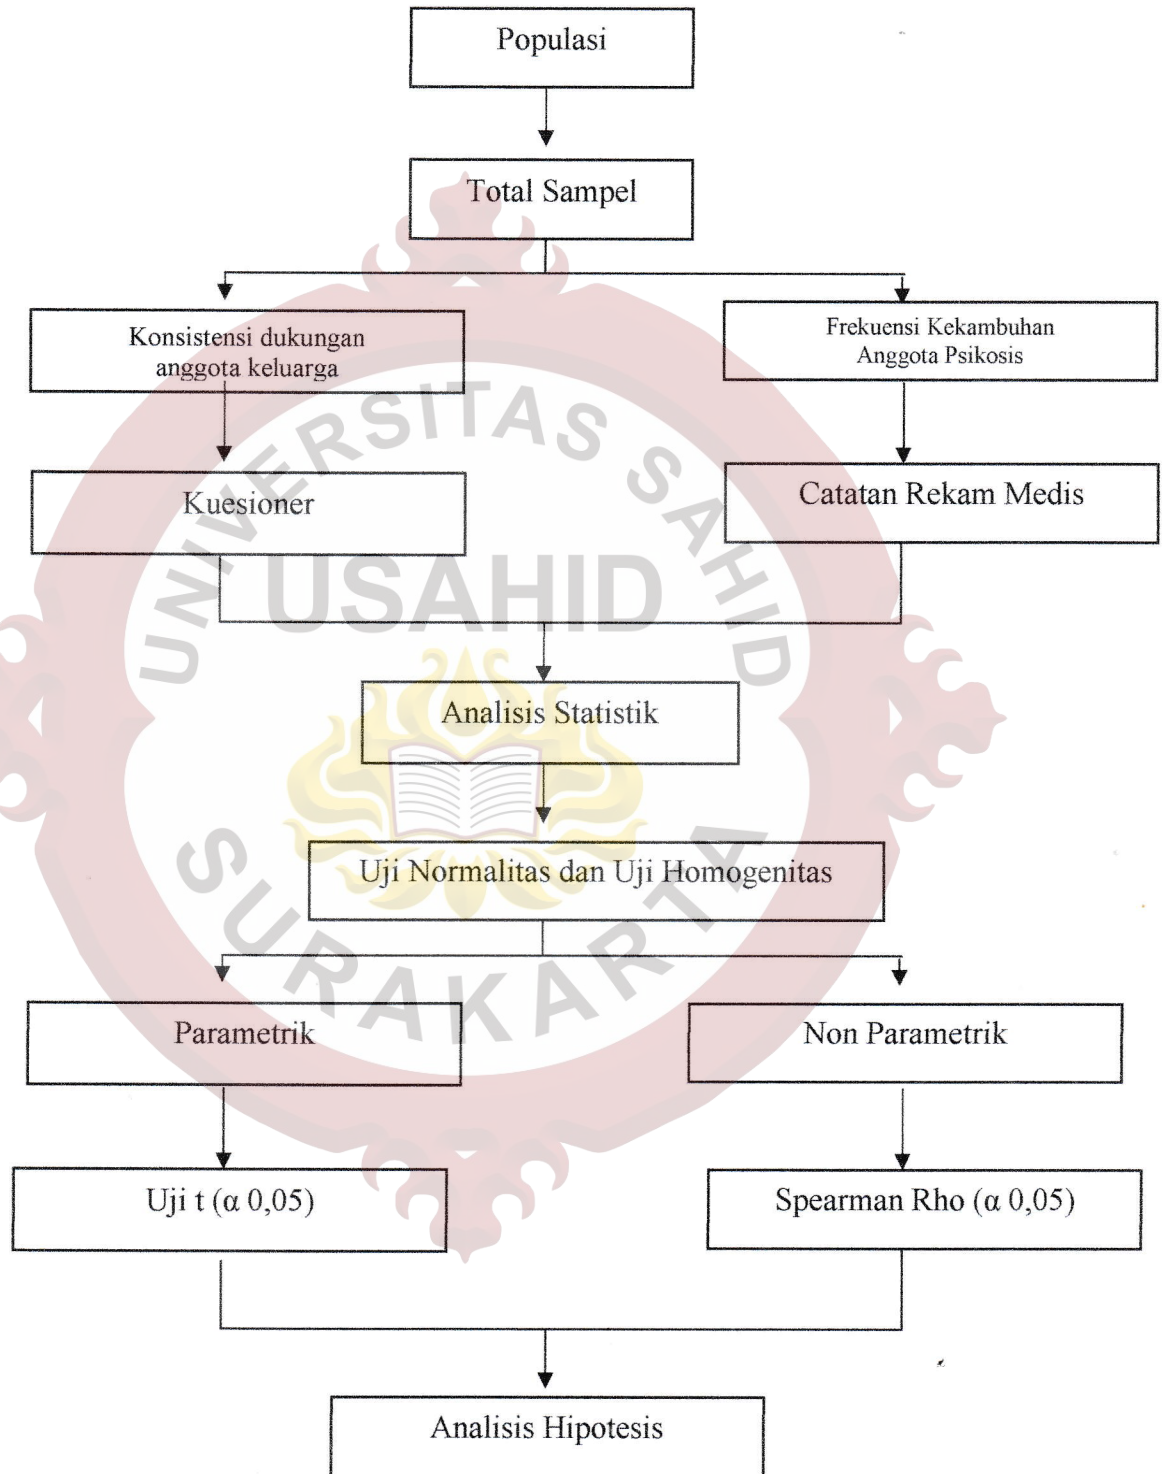 Populasi
Total Sampel
Konsistensi dukungan
anggota keluarga
Frekuensi Kekambuhan
Anggota Psikosis
Kuesioner
Catatan Rekam Medis
UNIVERSITAS SAHID
USAHID
Analisis Statistik
Uji Normalitas dan Uji Homogenitas
SURAKARTA
Parametrik
Non Parametrik
Uji t (α 0,05)
Spearman Rho (α 0,05)
Analisis Hipotesis